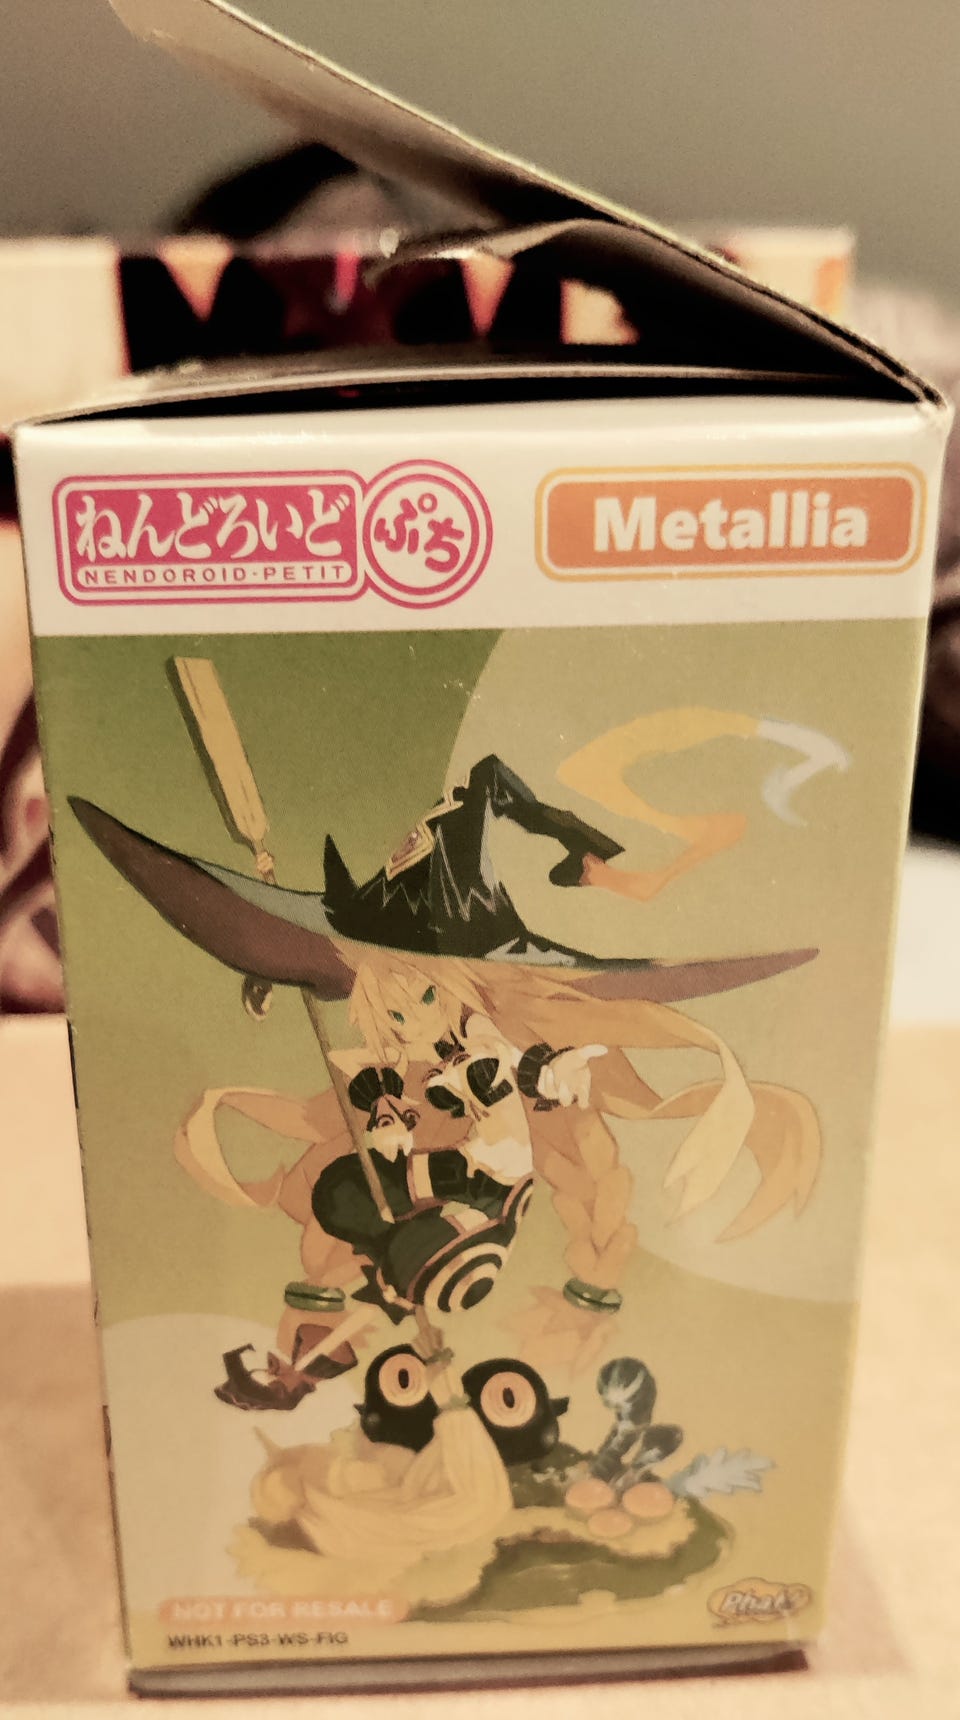 ねんどろいど ぷち
NENDOROID·PETIT
Metallia
NOT FOR RESALE
WHK1-PS3-WS-FIG
Phat!